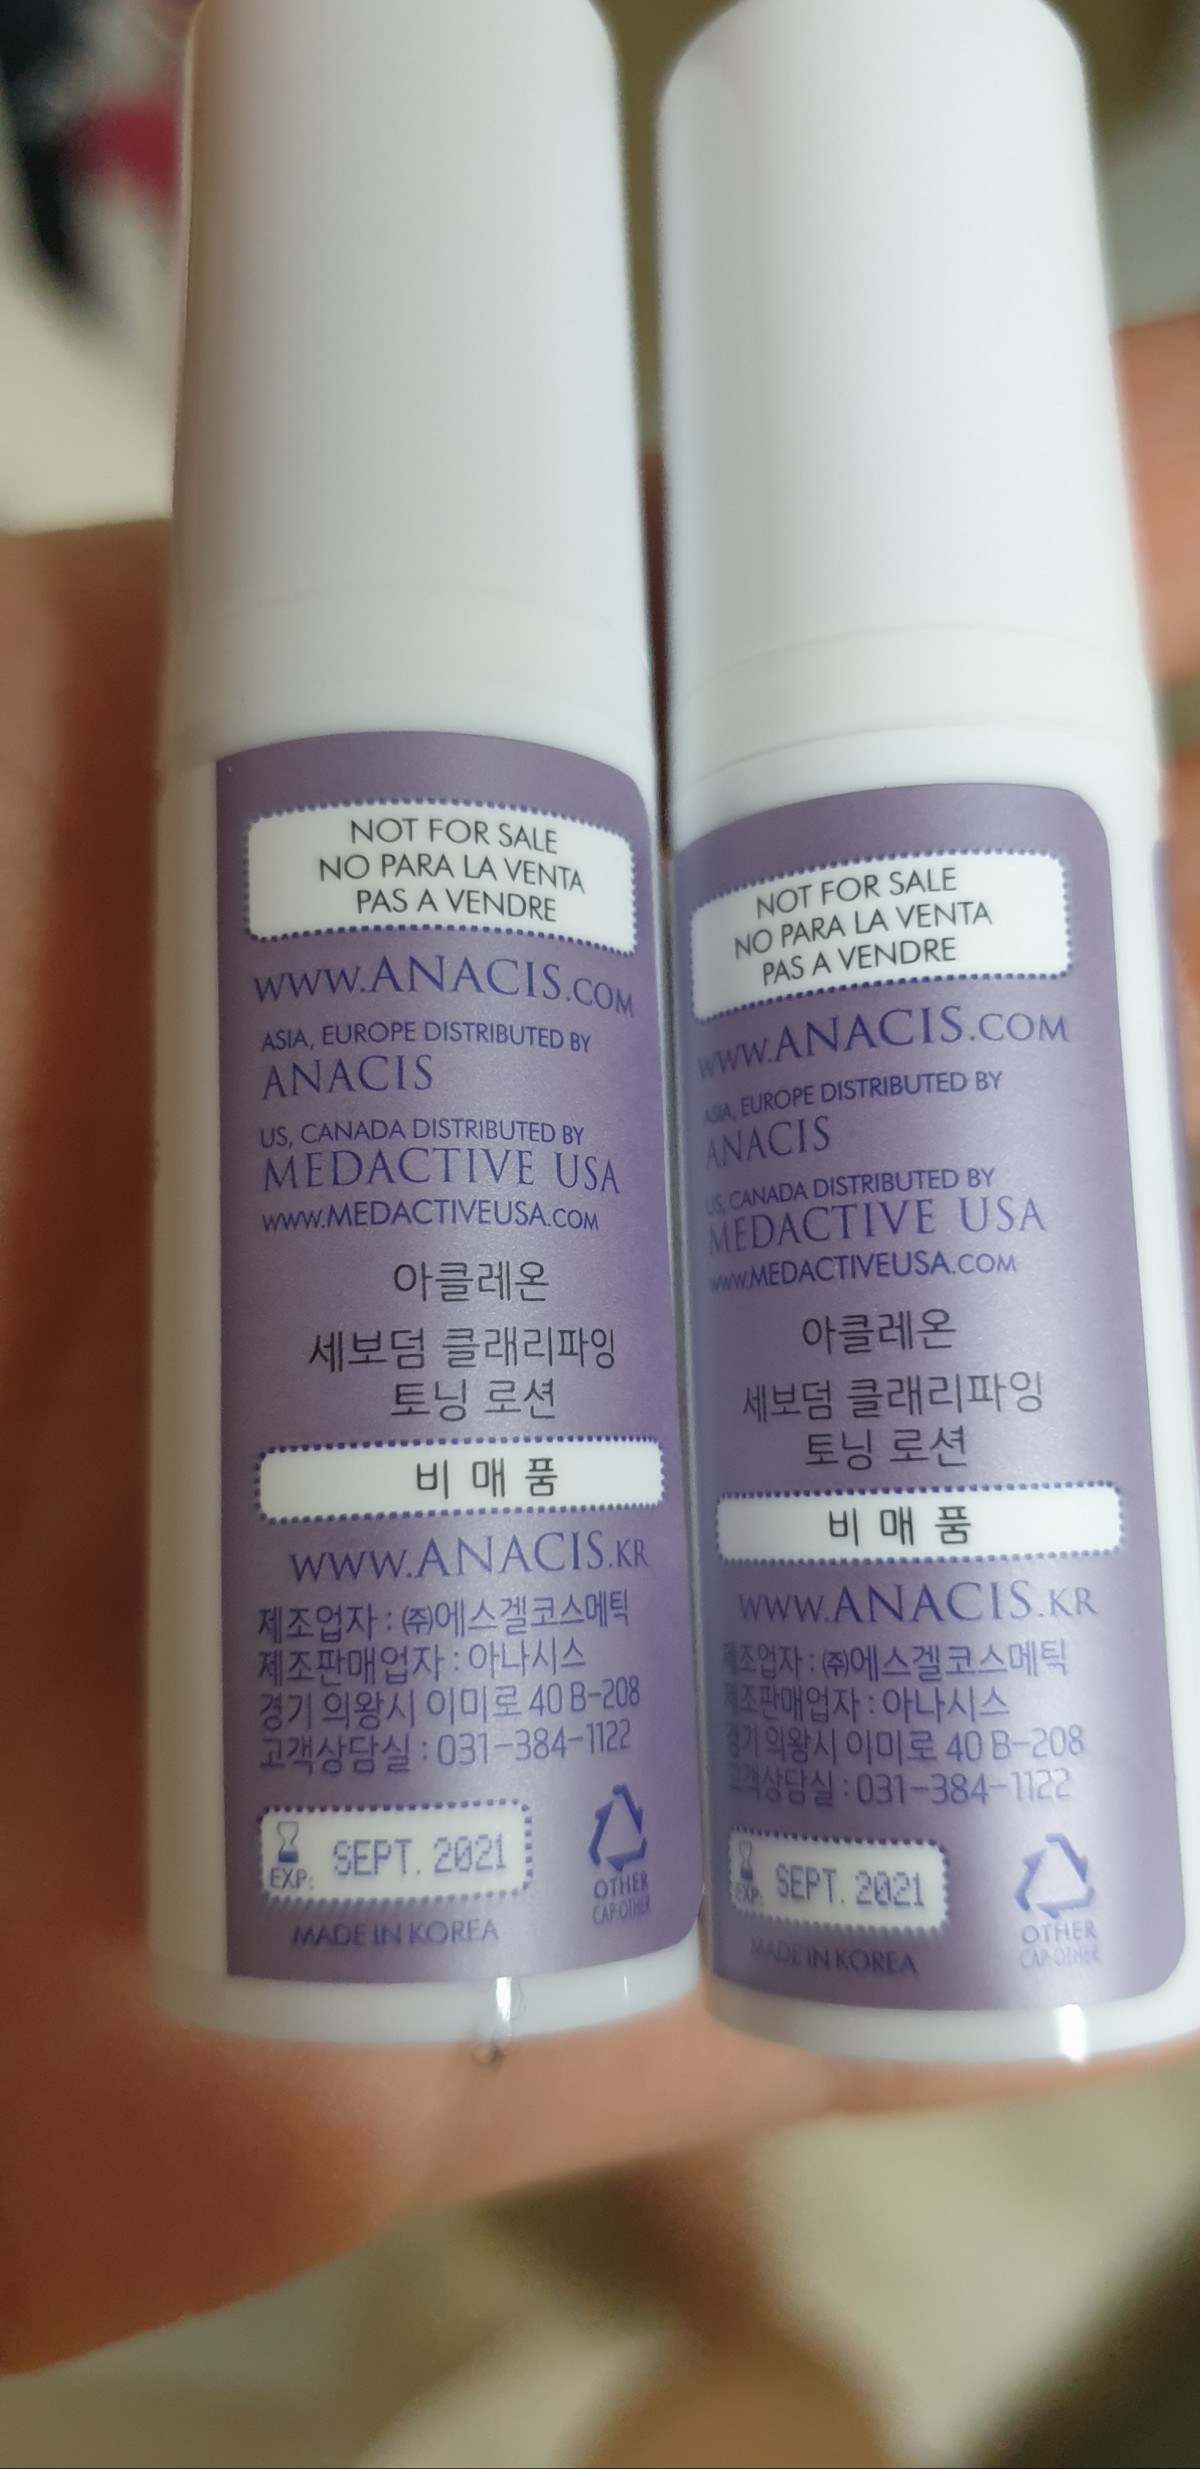 NOT FOR SALE
NO PARA LA VENTA
PAS A VENDRE
WWW.ANACIS.COM
ASIA, EUROPE DISTRIBUTED BY
ANACIS
US, CANADA DISTRIBUTED BY
MEDACTIVE USA
WWW.MEDACTIVEUSA.COM
아클레온
세보덤 클래리파잉
토닝 로션
비 매 품
WWW.ANACIS.KR
제조업자 : ㈜에스겔코스메틱
제조판매업자 : 아나시스
경기 의왕시 이미로 40 B-208
고객상담실 : 031-384-1122
EXP: SEPT. 2021
OTHER
CAP-OTHER
MADE IN KOREA
NOT FOR SALE
NO PARA LA VENTA
PAS A VENDRE
WWW.ANACIS.COM
ASIA, EUROPE DISTRIBUTED BY
ANACIS
US, CANADA DISTRIBUTED BY
MEDACTIVE USA
WWW.MEDACTIVEUSA.COM
아클레온
세보덤 클래리파잉
토닝 로션
비 매 품
WWW.ANACIS.KR
제조업자 : ㈜에스겔코스메틱
제조판매업자 : 아나시스
경기 의왕시 이미로 40 B-208
고객상담실 : 031-384-1122
EXP: SEPT. 2021
OTHER
CAP-OTHER
MADE IN KOREA